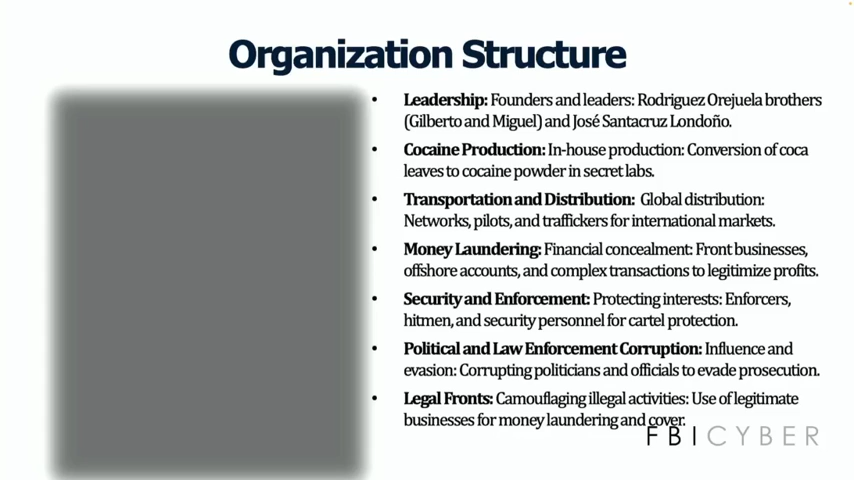 Organization Structure
• Leadership: Founders and leaders: Rodriguez Orejuela brothers
(Gilberto and Miguel) and José Santacruz Londoño.
• Cocaine Production: In-house production: Conversion of coca
leaves to cocaine powder in secret labs.
• Transportation and Distribution: Global distribution:
Networks, pilots, and traffickers for international markets.
• Money Laundering: Financial concealment: Front businesses,
offshore accounts, and complex transactions to legitimize profits.
• Security and Enforcement: Protecting interests: Enforcers,
hitmen, and security personnel for cartel protection.
• Political and Law Enforcement Corruption: Influence and
evasion: Corrupting politicians and officials to evade prosecution.
• Legal Fronts: Camouflaging illegal activities: Use of legitimate
businesses for money laundering and cover.
FBI CYBER